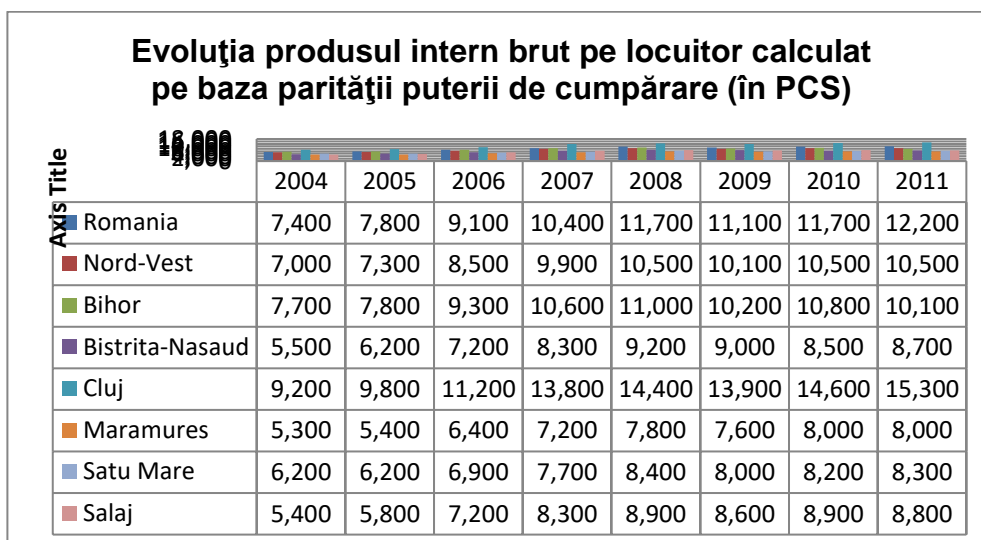 Evoluţia produsul intern brut pe locuitor calculat
pe baza parităţii puterii de cumpărare (în PCS)
Axis Title
2004 2005 2006 2007 2008 2009 2010 2011
Romania 7,400 7,800 9,100 10,400 11,700 11,100 11,700 12,200
Nord-Vest 7,000 7,300 8,500 9,900 10,500 10,100 10,500 10,500
Bihor 7,700 7,800 9,300 10,600 11,000 10,200 10,800 10,100
Bistrita-Nasaud 5,500 6,200 7,200 8,300 9,200 9,000 8,500 8,700
Cluj 9,200 9,800 11,200 13,800 14,400 13,900 14,600 15,300
Maramures 5,300 5,400 6,400 7,200 7,800 7,600 8,000 8,000
Satu Mare 6,200 6,200 6,900 7,700 8,400 8,000 8,200 8,300
Salaj 5,400 5,800 7,200 8,300 8,900 8,600 8,900 8,800